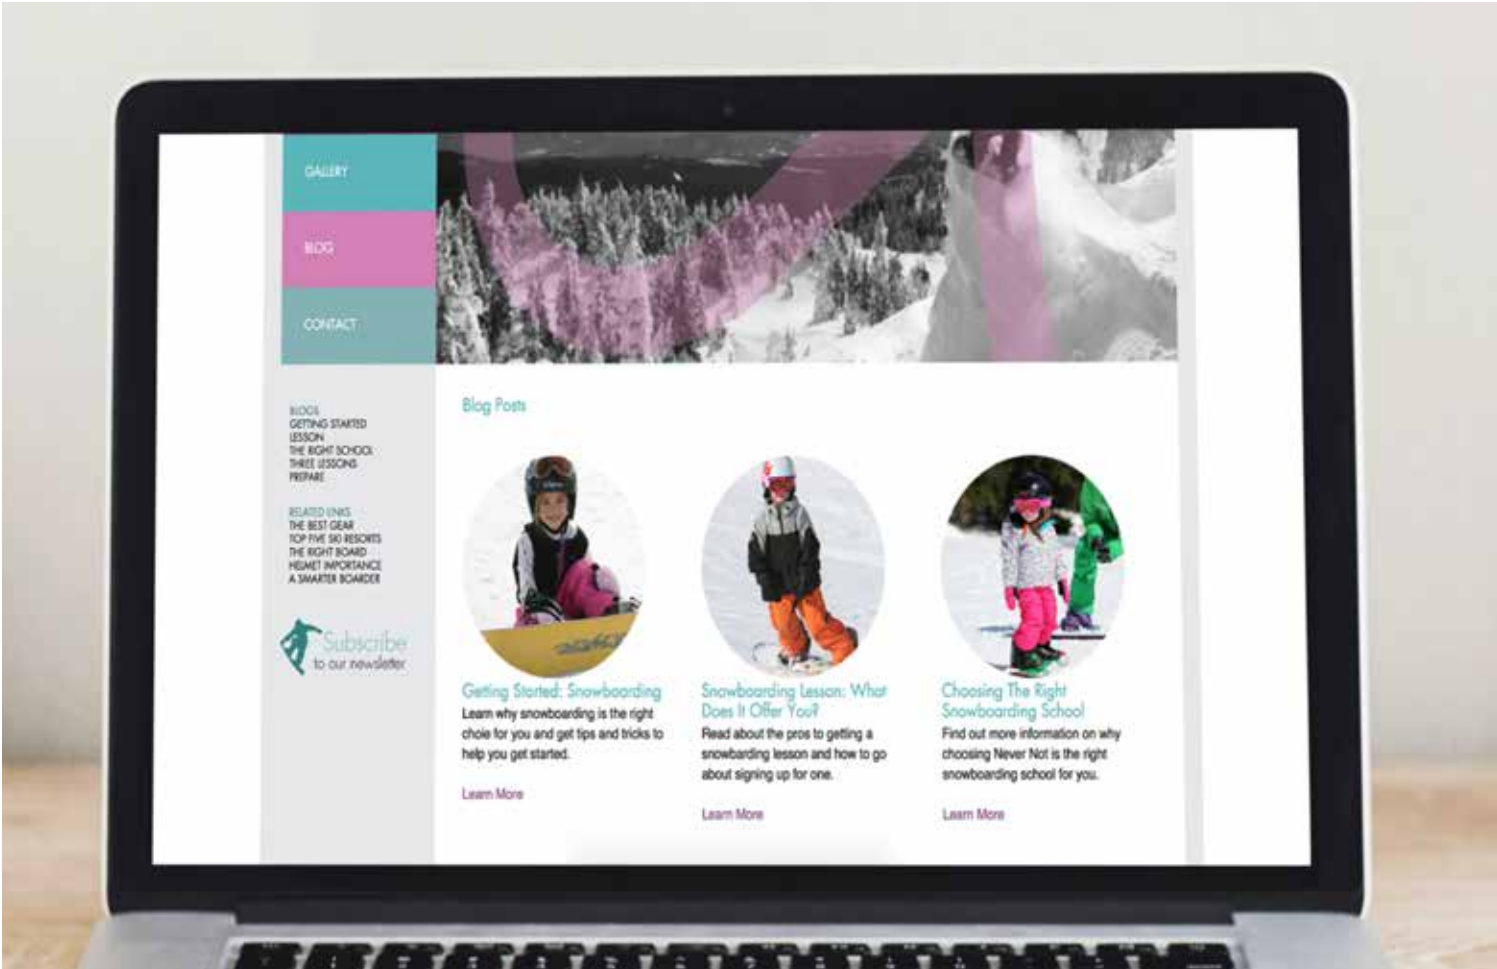 GALLERY
BLOG
CONTACT
BLOGS
GETTING STARTED
LESSON
THE RIGHT SCHOOL
THREE LESSONS
PREPARE
RELATED LINKS
THE BEST GEAR
TOP FIVE SKI RESORTS
THE RIGHT BOARD
HELMET IMPORTANCE
A SMARTER BOARDER
Subscribe
to our newsletter
Blog Posts
Getting Started: Snowboarding
Learn why snowboarding is the right
choie for you and get tips and tricks to
help you get started.
Learn More
Snowboarding Lesson: What
Does It Offer You?
Read about the pros to getting a
snowbarding lesson and how to go
about signing up for one.
Learn More
Choosing The Right
Snowboarding School
Find out more information on why
choosing Never Not is the right
snowboarding school for you.
Learn More